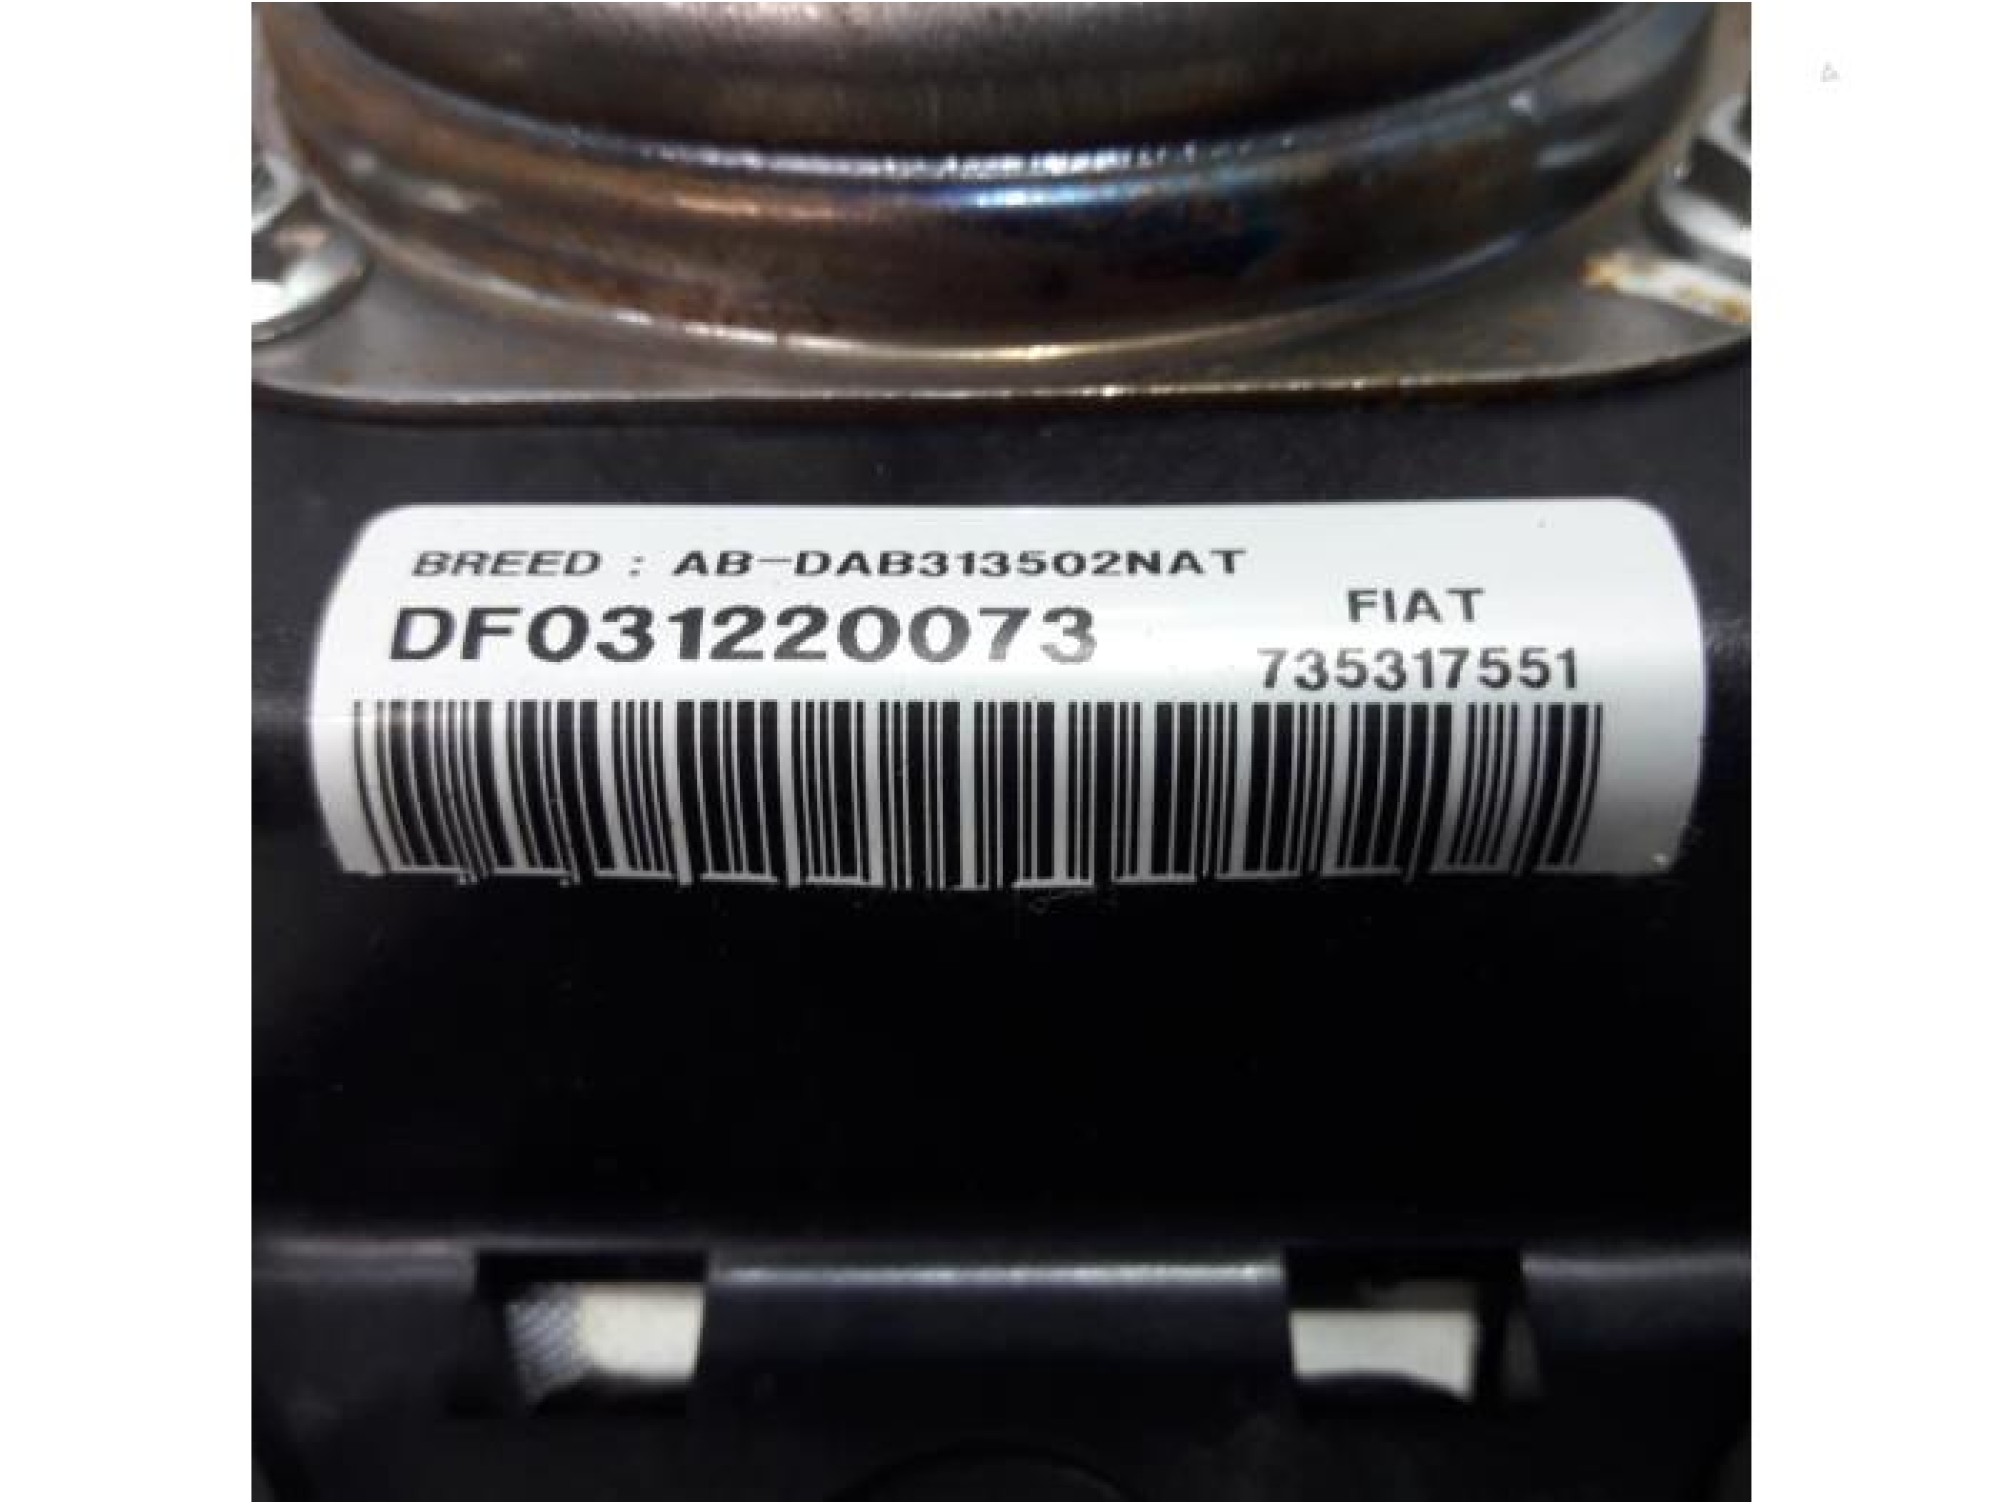 BREED : AB-DAB313502NAT
DF031220073
FIAT
735317551